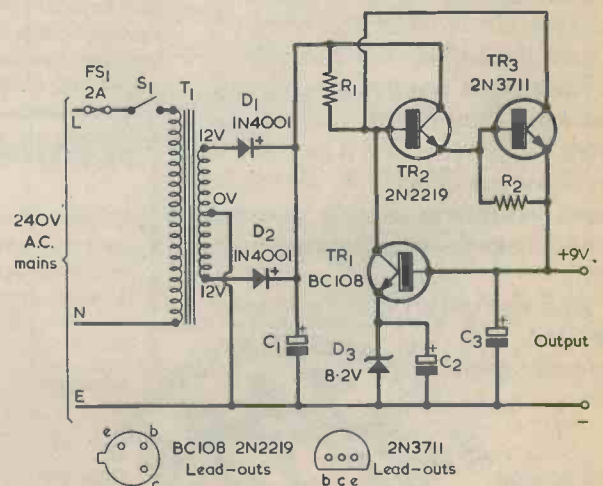 FS1
2A
S1
T1
L
240V
A.C.
mains
N
E
12V
0V
12V
D1
1N4001
D2
1N4001
C1
R1
TR2
2N2219
TR3
2N3711
R2
TR1
BC108
D3
8·2V
C2
C3
+9V
Output
−
e b
c
BC108 2N2219
Lead-outs
2N3711
Lead-outs
b c e